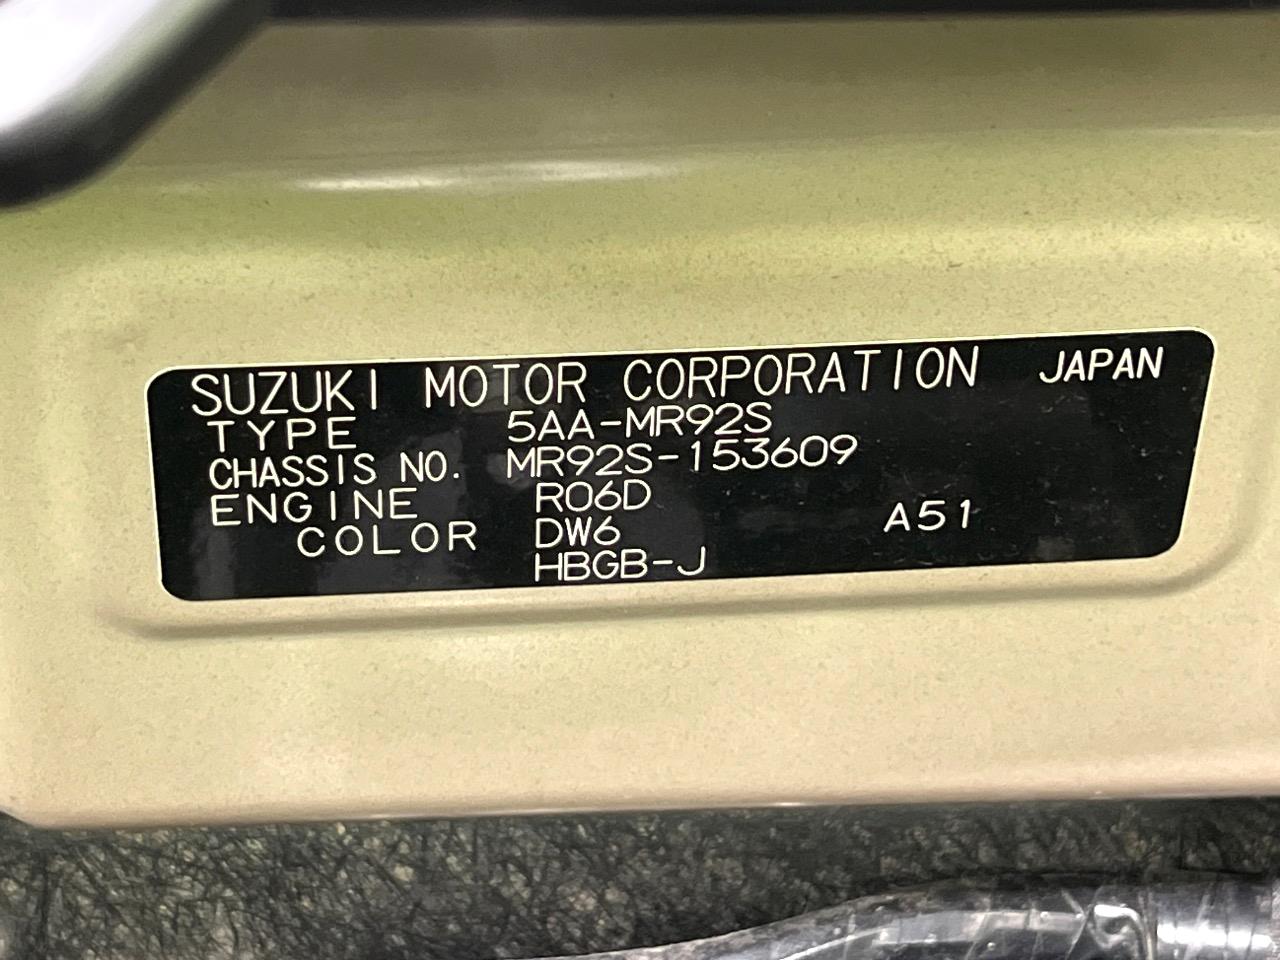 SUZUKI MOTOR CORPORATION JAPAN
TYPE 5AA-MR92S
CHASSIS NO. MR92S-153609
ENGINE R06D
COLOR DW6 A51
HBGB-J